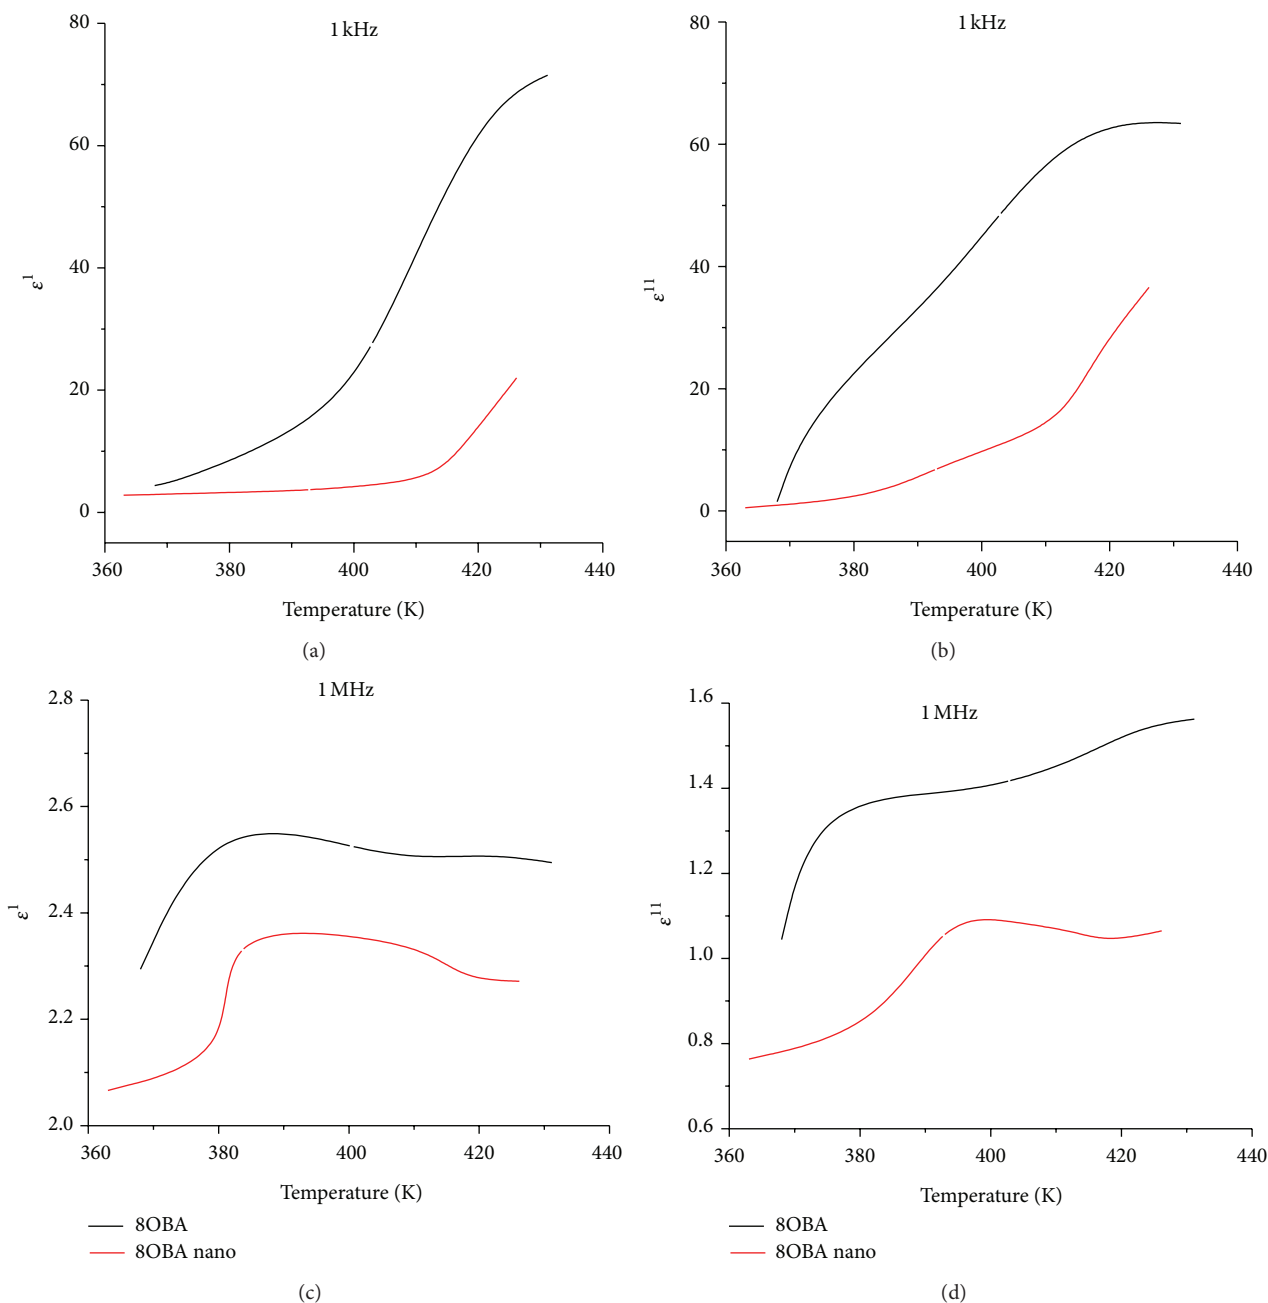 1 kHz
80
60
40
20
0
ε¹
360 380 400 420 440
Temperature (K)
(a)
1 kHz
80
60
40
20
0
ε¹¹
360 380 400 420 440
Temperature (K)
(b)
1 MHz
2.8
2.6
2.4
2.2
2.0
ε¹
360 380 400 420 440
Temperature (K)
8OBA
8OBA nano
(c)
1 MHz
1.6
1.4
1.2
1.0
0.8
0.6
ε¹¹
360 380 400 420 440
Temperature (K)
8OBA
8OBA nano
(d)